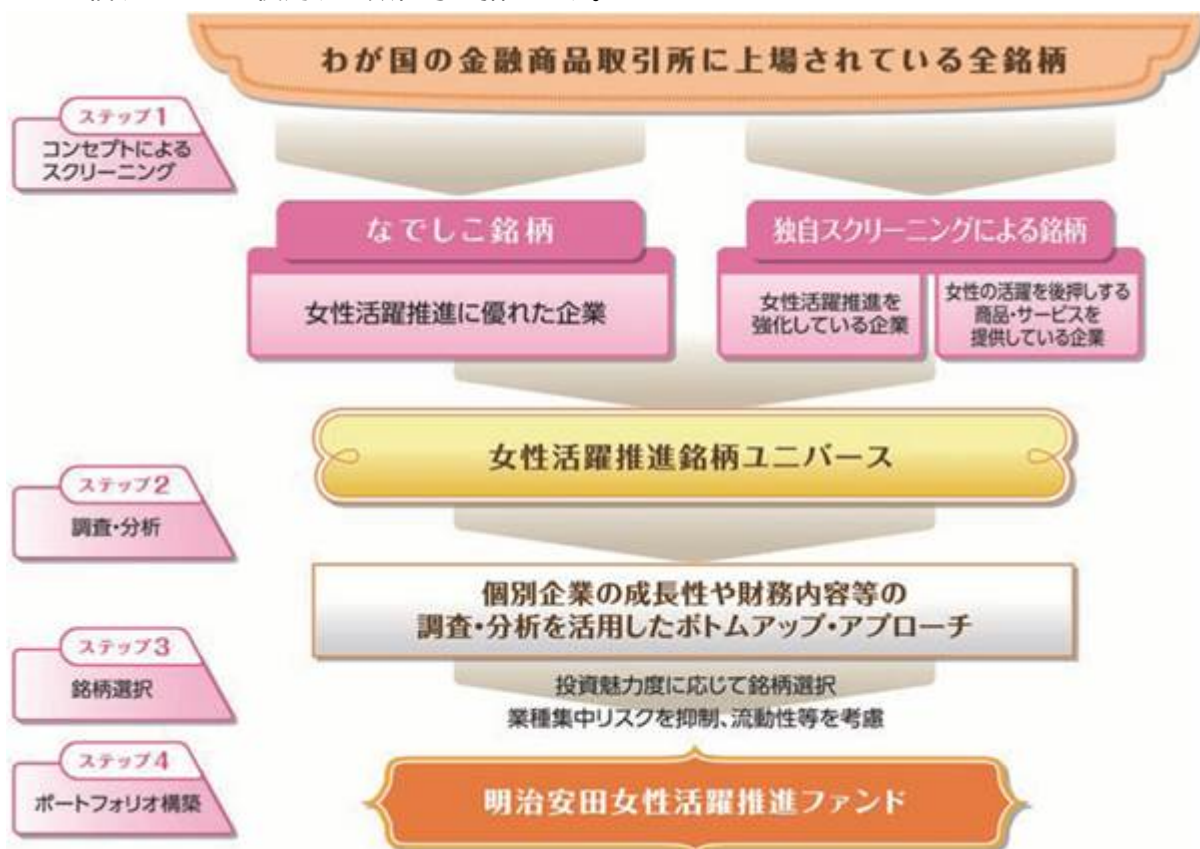 わが国の金融商品取引所に上場されている全銘柄
ステップ1
コンセプトによる
スクリーニング
なでしこ銘柄
女性活躍推進に優れた企業
独自スクリーニングによる銘柄
女性活躍推進を
強化している企業
女性の活躍を後押しする
商品・サービスを
提供している企業
女性活躍推進銘柄ユニバース
ステップ2
調査・分析
個別企業の成長性や財務内容等の
調査・分析を活用したボトムアップ・アプローチ
ステップ3
銘柄選択
投資魅力度に応じて銘柄選択
業種集中リスクを抑制、流動性等を考慮
ステップ4
ポートフォリオ構築
明治安田女性活躍推進ファンド